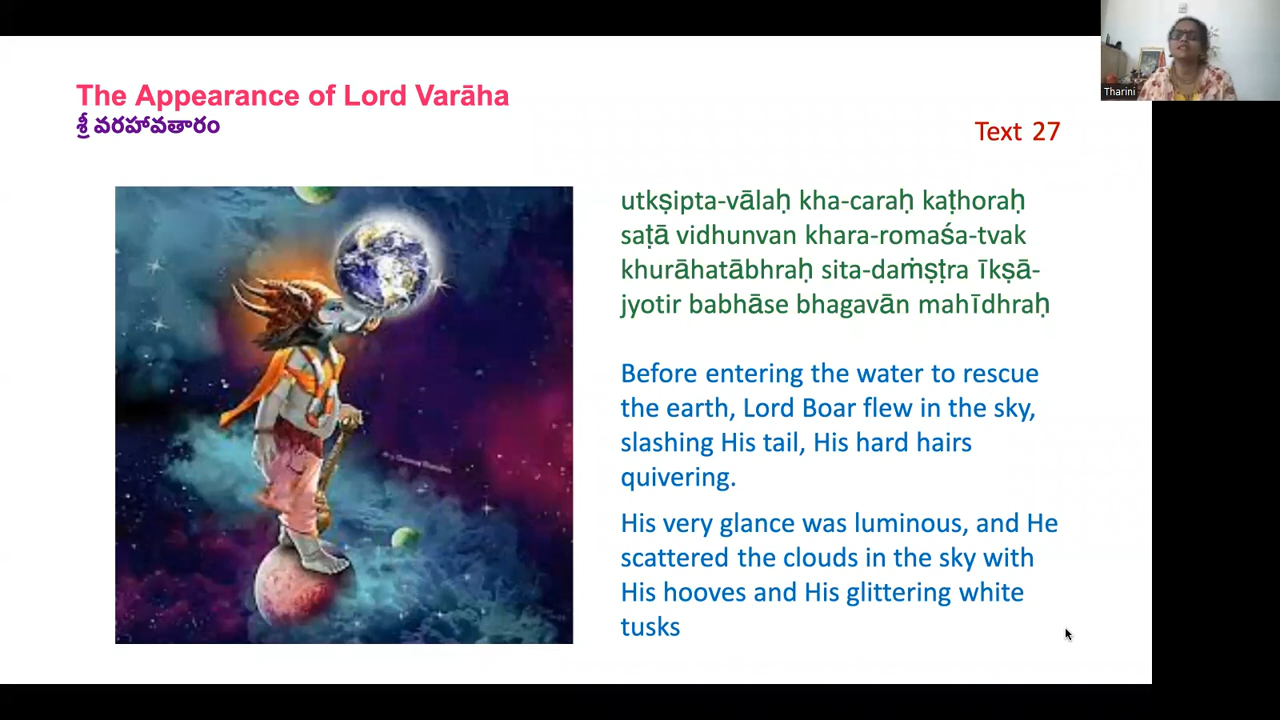 The Appearance of Lord Varāha
శ్రీ వరహావతారం
Text 27
utkṣipta-vālaḥ kha-caraḥ kaṭhoraḥ
saṭā vidhunvan khara-romaśa-tvak
khurāhatābhraḥ sita-daṁṣṭra īkṣā-
jyotir babhāse bhagavān mahīdhraḥ
Before entering the water to rescue
the earth, Lord Boar flew in the sky,
slashing His tail, His hard hairs
quivering.
His very glance was luminous, and He
scattered the clouds in the sky with
His hooves and His glittering white
tusks
Tharini